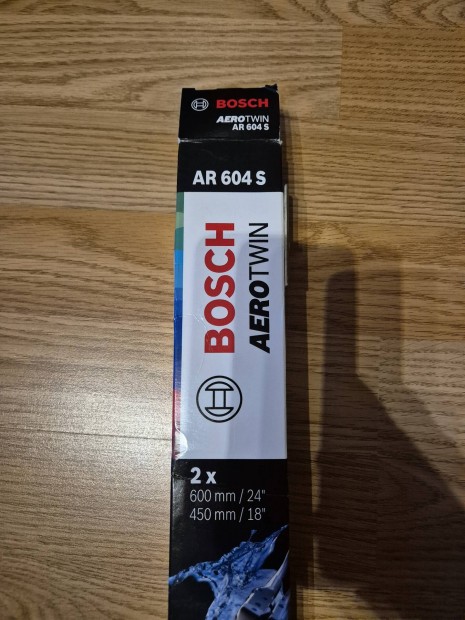 BOSCH
AEROTWIN
AR 604 S
AR 604 S
BOSCH
AEROTWIN
2 x
600 mm / 24"
450 mm / 18"